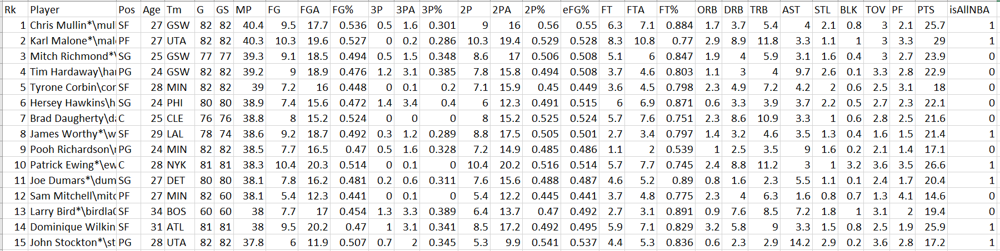 Rk Player Pos Age Tm G GS MP FG FGA FG% 3P 3PA 3P% 2P 2PA 2P% eFG% FT FTA FT% ORB DRB TRB AST STL BLK TOV PF PTS isAllNBA
1 Chris Mullin*\mul SF 27 GSW 82 82 40.4 9.5 17.7 0.536 0.5 1.6 0.301 9 16 0.56 0.55 6.3 7.1 0.884 1.7 3.7 5.4 4 2.1 0.8 3 2.1 25.7 1
2 Karl Malone*\mal PF 27 UTA 82 82 40.3 10.3 19.6 0.527 0 0.2 0.286 10.3 19.4 0.529 0.528 8.3 10.8 0.77 2.9 8.9 11.8 3.3 1.1 1 3 3.3 29 1
3 Mitch Richmond*\ SG 25 GSW 77 77 39.3 9.1 18.5 0.494 0.5 1.5 0.348 8.6 17 0.506 0.508 5.1 6 0.847 1.9 4 5.9 3.1 1.6 0.4 3 2.7 23.9 0
4 Tim Hardaway\har PG 24 GSW 82 82 39.2 9 18.9 0.476 1.2 3.1 0.385 7.8 15.8 0.494 0.508 3.7 4.6 0.803 1.1 3 4 9.7 2.6 0.1 3.3 2.8 22.9 0
5 Tyrone Corbin\cor SF 28 MIN 82 82 39 7.2 16 0.448 0 0.1 0.2 7.1 15.9 0.45 0.449 3.6 4.5 0.798 2.3 4.9 7.2 4.2 2 0.6 2.5 3.1 18 0
6 Hersey Hawkins\h SG 24 PHI 80 80 38.9 7.4 15.6 0.472 1.4 3.4 0.4 6 12.3 0.491 0.515 6 6.9 0.871 0.6 3.3 3.9 3.7 2.2 0.5 2.7 2.3 22.1 0
7 Brad Daugherty\da C 25 CLE 76 76 38.8 8 15.2 0.524 0 0 0 8 15.2 0.525 0.524 5.7 7.6 0.751 2.3 8.6 10.9 3.3 1 0.6 2.8 2.5 21.6 0
8 James Worthy*\w SF 29 LAL 78 74 38.6 9.2 18.7 0.492 0.3 1.2 0.289 8.8 17.5 0.505 0.501 2.7 3.4 0.797 1.4 3.2 4.6 3.5 1.3 0.4 1.6 1.5 21.4 1
9 Pooh Richardson\r PG 24 MIN 82 82 38.5 7.7 16.5 0.47 0.5 1.6 0.328 7.2 14.9 0.485 0.486 1.1 2 0.539 1 2.5 3.5 9 1.6 0.2 2.1 1.4 17.1 0
10 Patrick Ewing*\ew C 28 NYK 81 81 38.3 10.4 20.3 0.514 0 0.1 0 10.4 20.2 0.516 0.514 5.7 7.7 0.745 2.4 8.8 11.2 3 1 3.2 3.6 3.5 26.6 1
11 Joe Dumars*\dum SG 27 DET 80 80 38.1 7.8 16.2 0.481 0.2 0.6 0.311 7.6 15.6 0.488 0.487 4.6 5.2 0.89 0.8 1.6 2.3 5.5 1.1 0.1 2.4 1.7 20.4 1
12 Sam Mitchell\mitc PF 27 MIN 82 60 38.1 5.4 12.3 0.441 0 0.1 0 5.4 12.2 0.445 0.441 3.7 4.8 0.775 2.3 4 6.3 1.6 0.8 0.7 1.3 4.1 14.6 0
13 Larry Bird*\birdla0 SF 34 BOS 60 60 38 7.7 17 0.454 1.3 3.3 0.389 6.4 13.7 0.47 0.492 2.7 3.1 0.891 0.9 7.6 8.5 7.2 1.8 1 3.1 2 19.4 0
14 Dominique Wilkin SF 31 ATL 81 81 38 9.5 20.2 0.47 1 3.1 0.341 8.5 17.2 0.492 0.495 5.9 7.1 0.829 3.2 5.8 9 3.3 1.5 0.8 2.5 1.9 25.9 1
15 John Stockton*\st PG 28 UTA 82 82 37.8 6 11.9 0.507 0.7 2 0.345 5.3 9.9 0.541 0.537 4.4 5.3 0.836 0.6 2.3 2.9 14.2 2.9 0.2 3.6 2.8 17.2 1